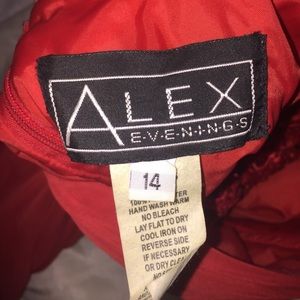 ALEX
E·V·E·N·I·N·G·S
14
HAND WASH WARM
NO BLEACH
LAY FLAT TO DRY
COOL IRON ON
REVERSE SIDE
IF NECESSARY
OR DRY CLEAN